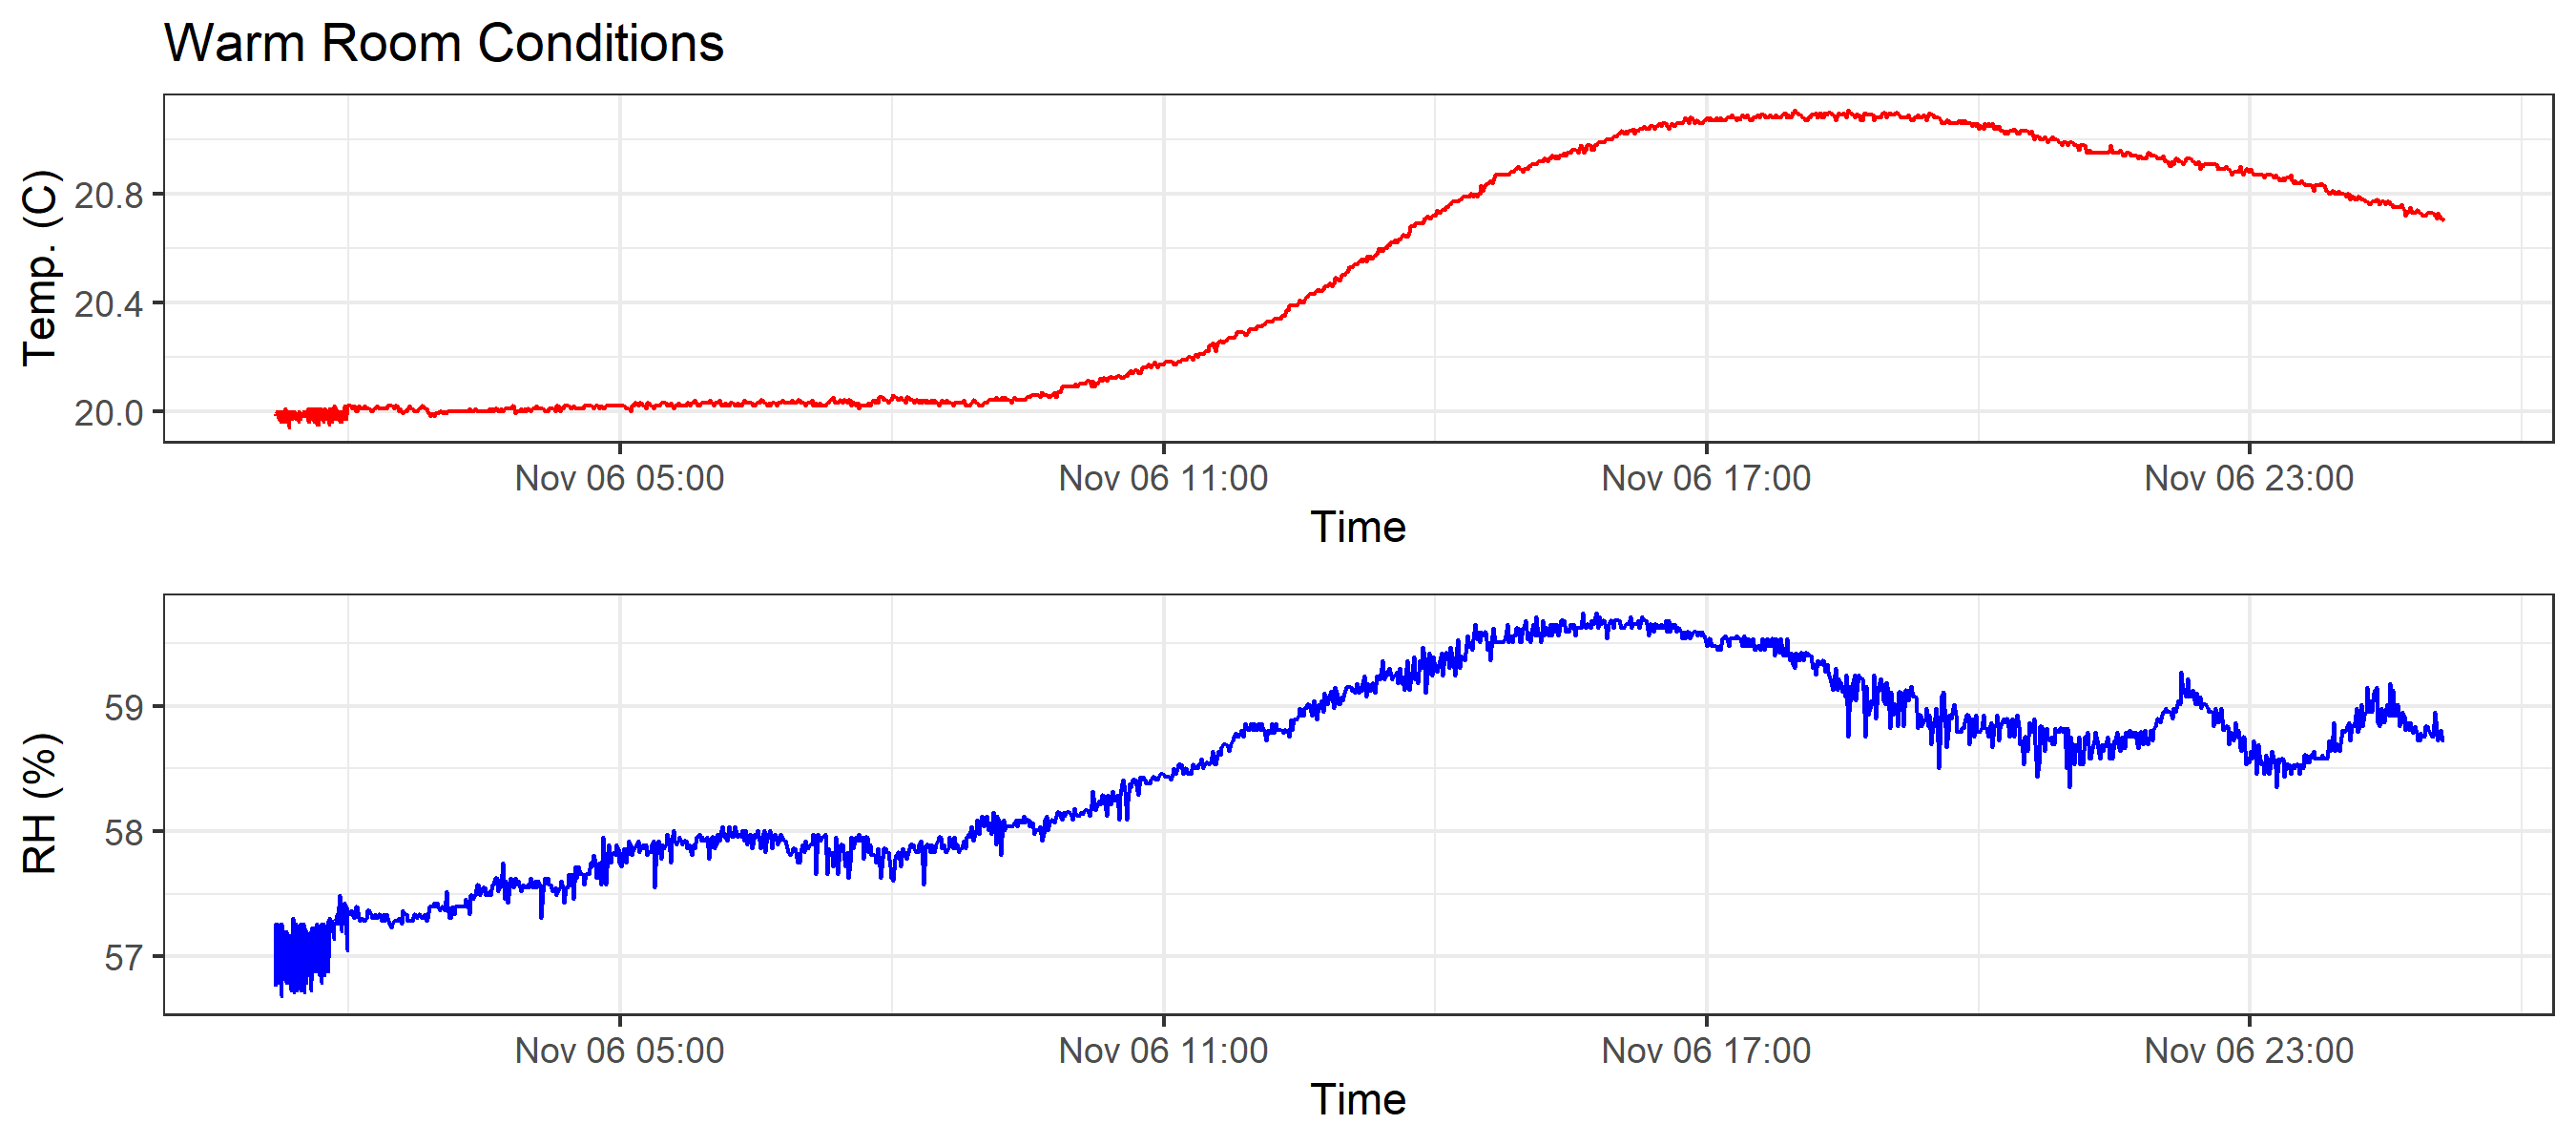 Warm Room Conditions
Temp. (C)
20.8
20.4
20.0
Nov 06 05:00 Nov 06 11:00 Nov 06 17:00 Nov 06 23:00
Time
RH (%)
59
58
57
Nov 06 05:00 Nov 06 11:00 Nov 06 17:00 Nov 06 23:00
Time